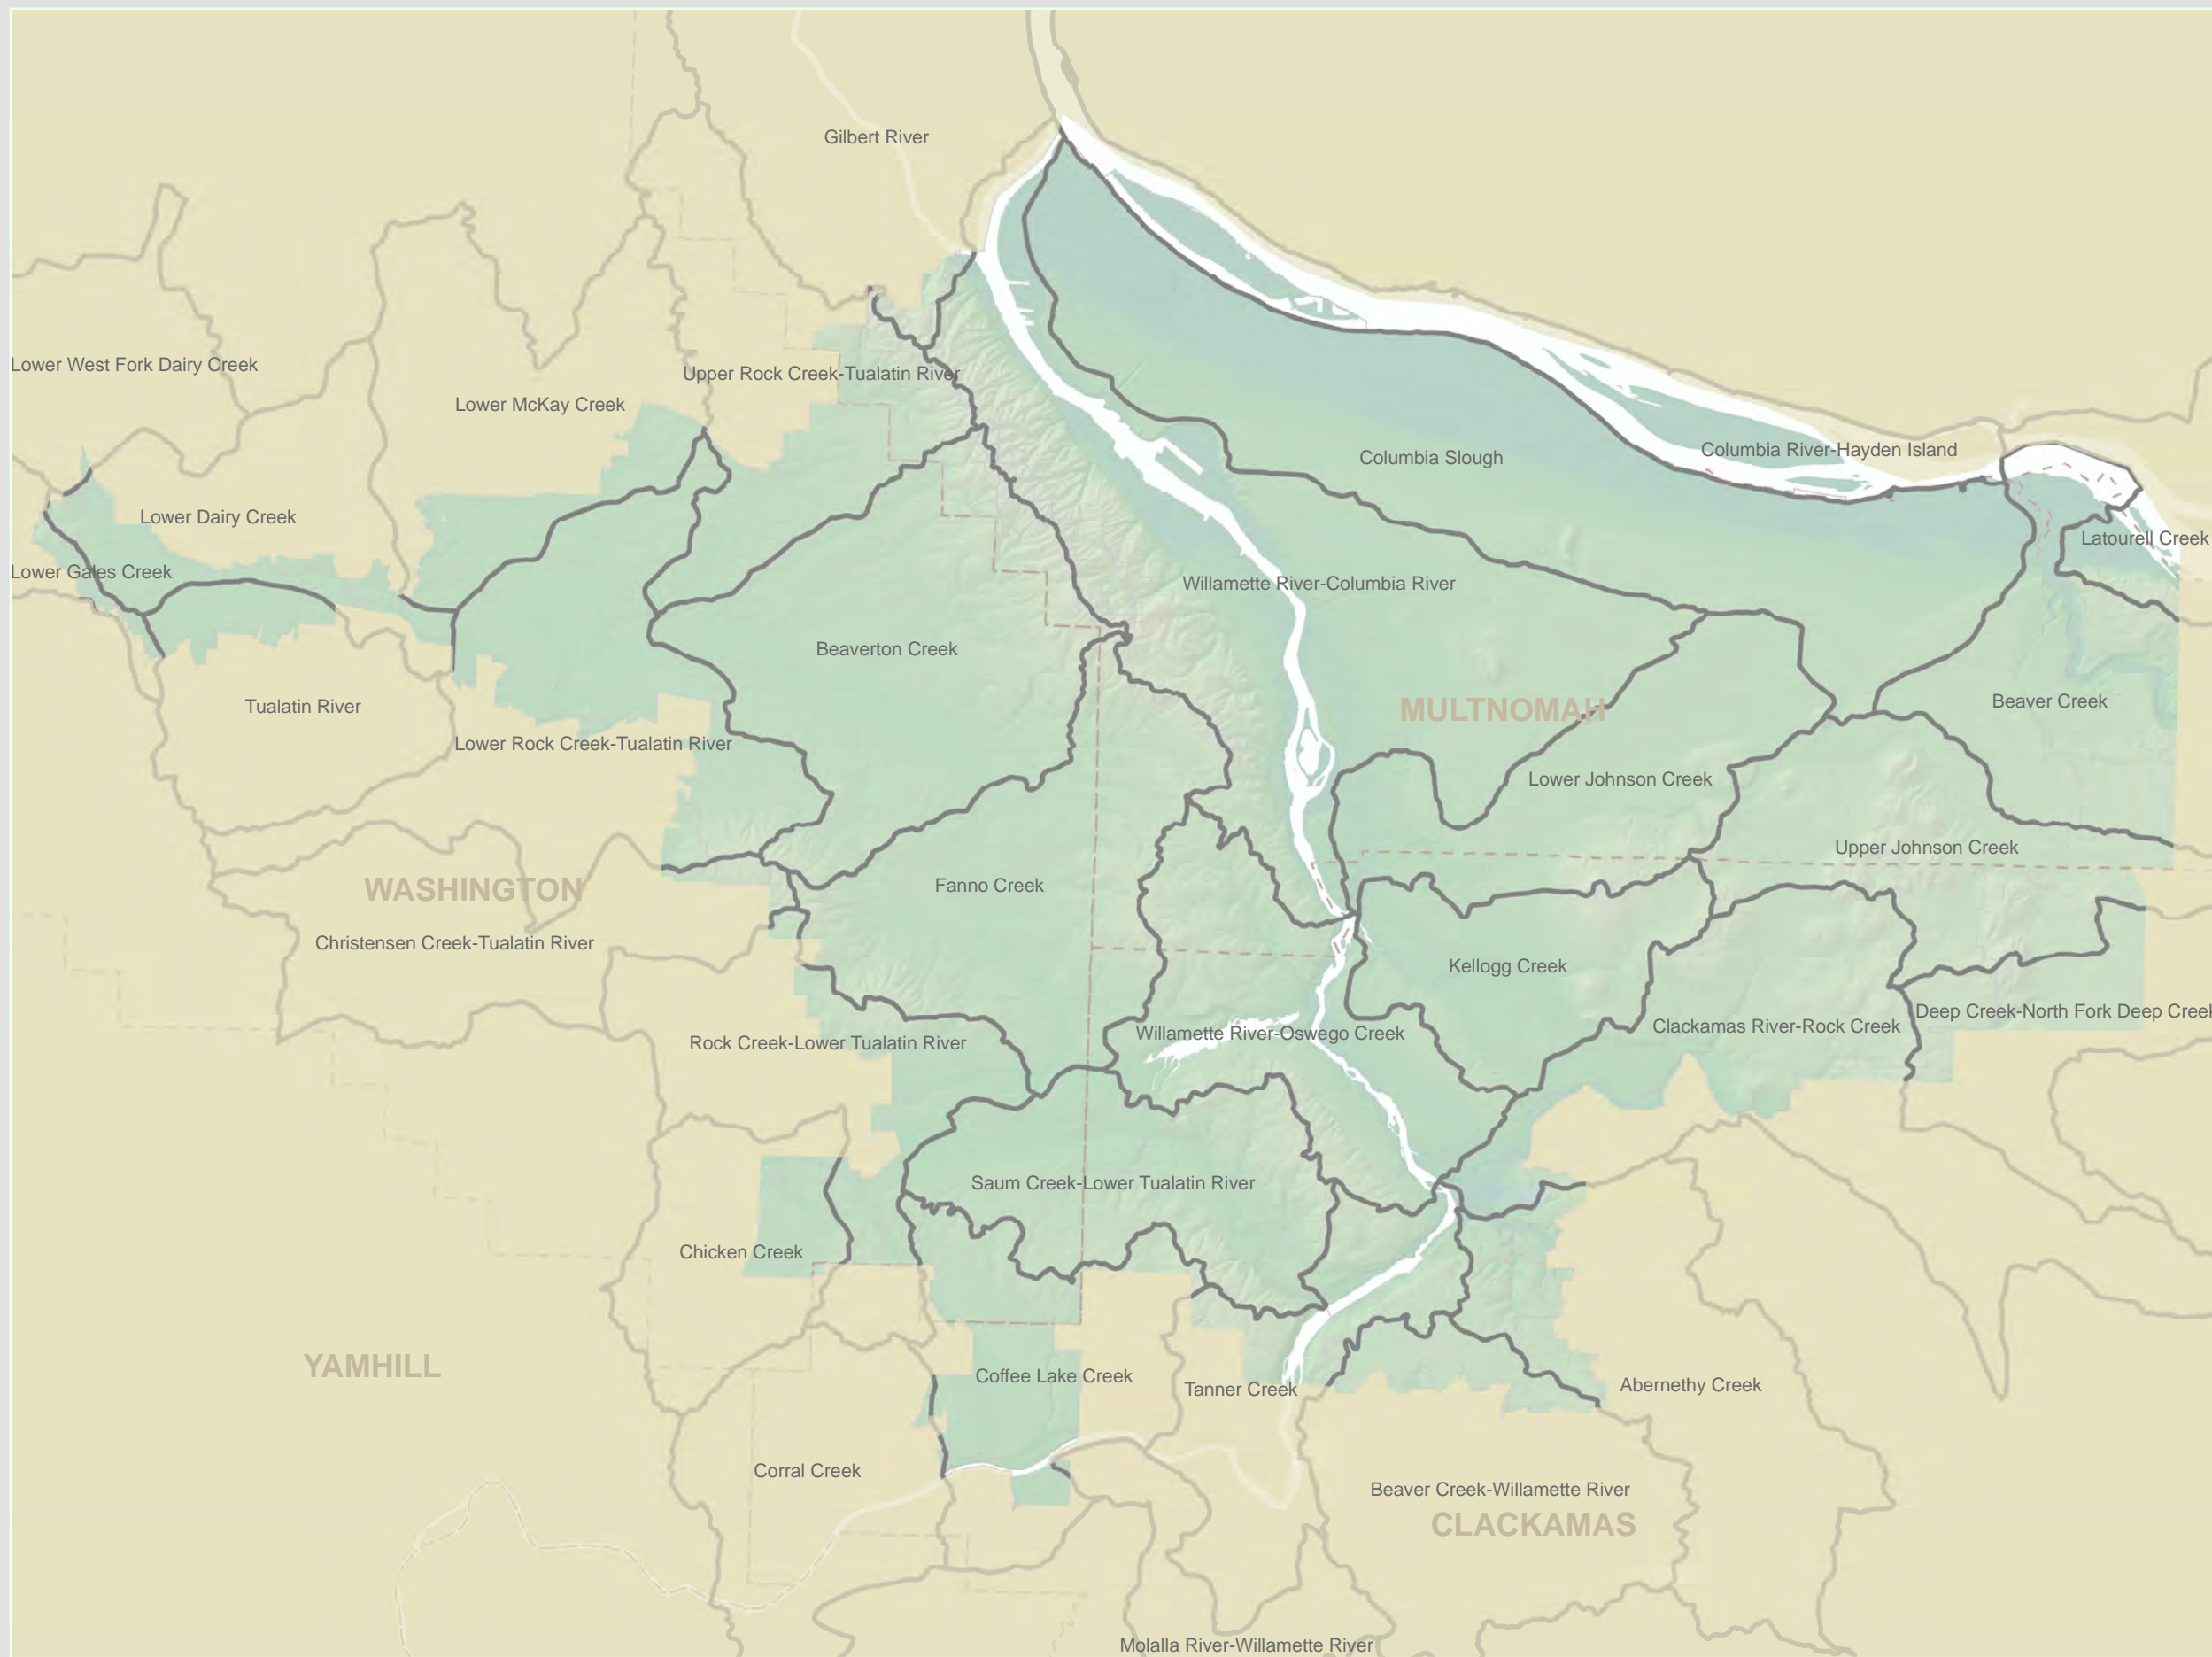 Gilbert River
Lower West Fork Dairy Creek
Upper Rock Creek-Tualatin River
Lower McKay Creek
Columbia River-Hayden Island
Columbia Slough
Lower Dairy Creek
Latourell Creek
Lower Gales Creek
Willamette River-Columbia River
Beaverton Creek
Beaver Creek
Tualatin River
MULTNOMAH
Lower Rock Creek-Tualatin River
Lower Johnson Creek
Upper Johnson Creek
Fanno Creek
WASHINGTON
Christensen Creek-Tualatin River
Kellogg Creek
Deep Creek-North Fork Deep Creek
Clackamas River-Rock Creek
Willamette River-Oswego Creek
Rock Creek-Lower Tualatin River
Saum Creek-Lower Tualatin River
Chicken Creek
YAMHILL
Coffee Lake Creek
Tanner Creek
Abernethy Creek
Corral Creek
Beaver Creek-Willamette River
CLACKAMAS
Molalla River-Willamette River